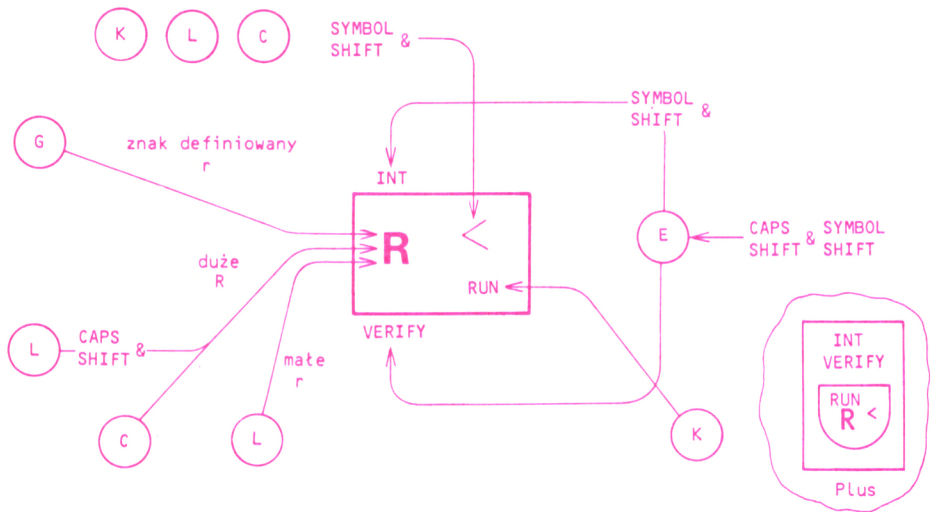 K L C
SYMBOL
SHIFT &
SYMBOL
SHIFT &
G
znak definiowany
r
INT
R <
RUN
VERIFY
E
CAPS & SYMBOL
SHIFT SHIFT
duże
R
L
CAPS
SHIFT &
małe
r
C
L
K
INT
VERIFY
RUN
R <
Plus